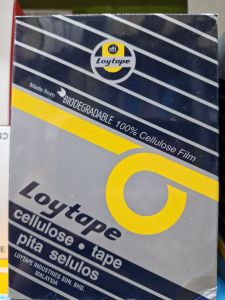 Loytape
Made from BIODEGRADABLE 100% Cellulose Film
Loytape
cellulose • tape
pita selulos
LOYTAPE INDUSTRIES SDN. BHD.
MALAYSIA